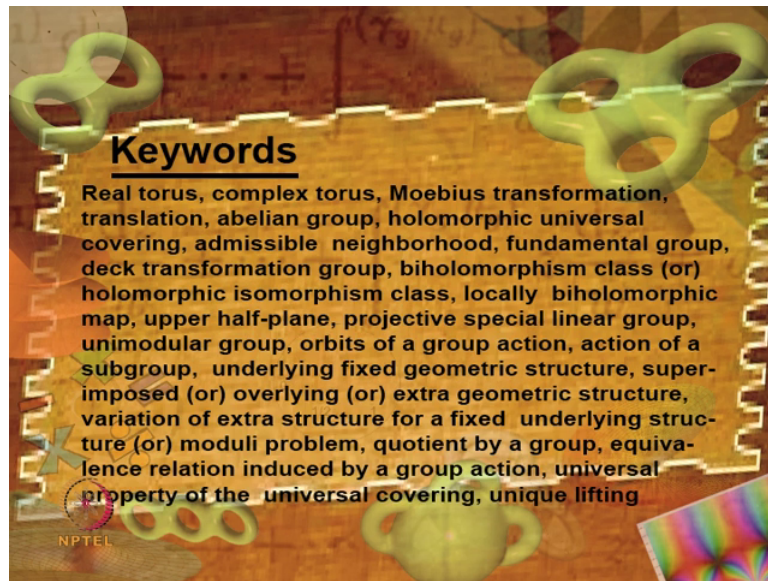 Keywords
Real torus, complex torus, Moebius transformation,
translation, abelian group, holomorphic universal
covering, admissible neighborhood, fundamental group,
deck transformation group, biholomorphism class (or)
holomorphic isomorphism class, locally biholomorphic
map, upper half-plane, projective special linear group,
unimodular group, orbits of a group action, action of a
subgroup, underlying fixed geometric structure, super-
imposed (or) overlying (or) extra geometric structure,
variation of extra structure for a fixed underlying struc-
ture (or) moduli problem, quotient by a group, equiva-
lence relation induced by a group action, universal
property of the universal covering, unique lifting
NPTEL